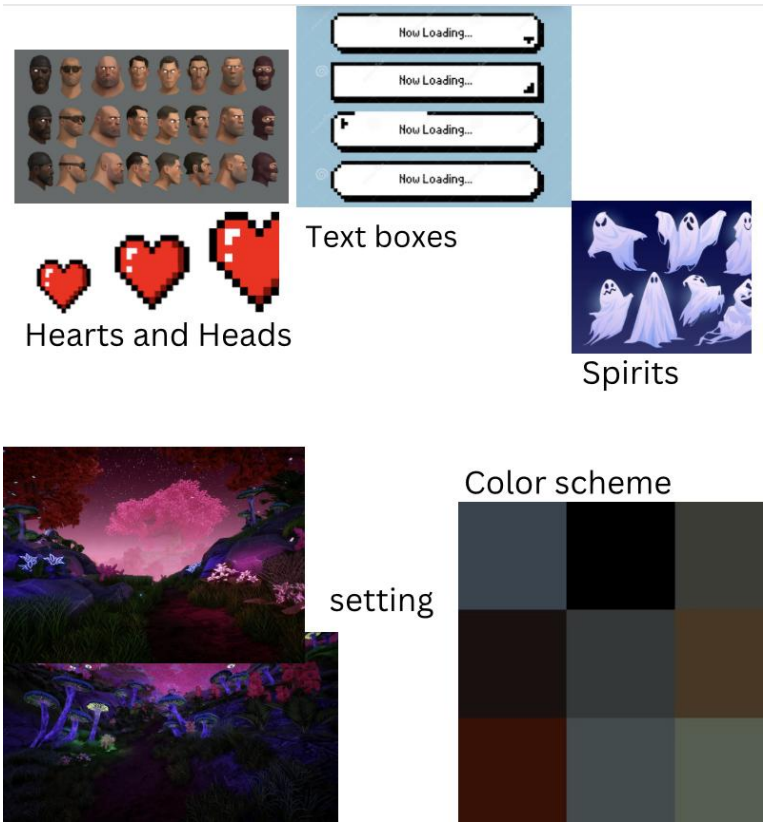 Now Loading...
Now Loading...
Now Loading...
Now Loading...
Text boxes
Hearts and Heads
Spirits
Color scheme
setting